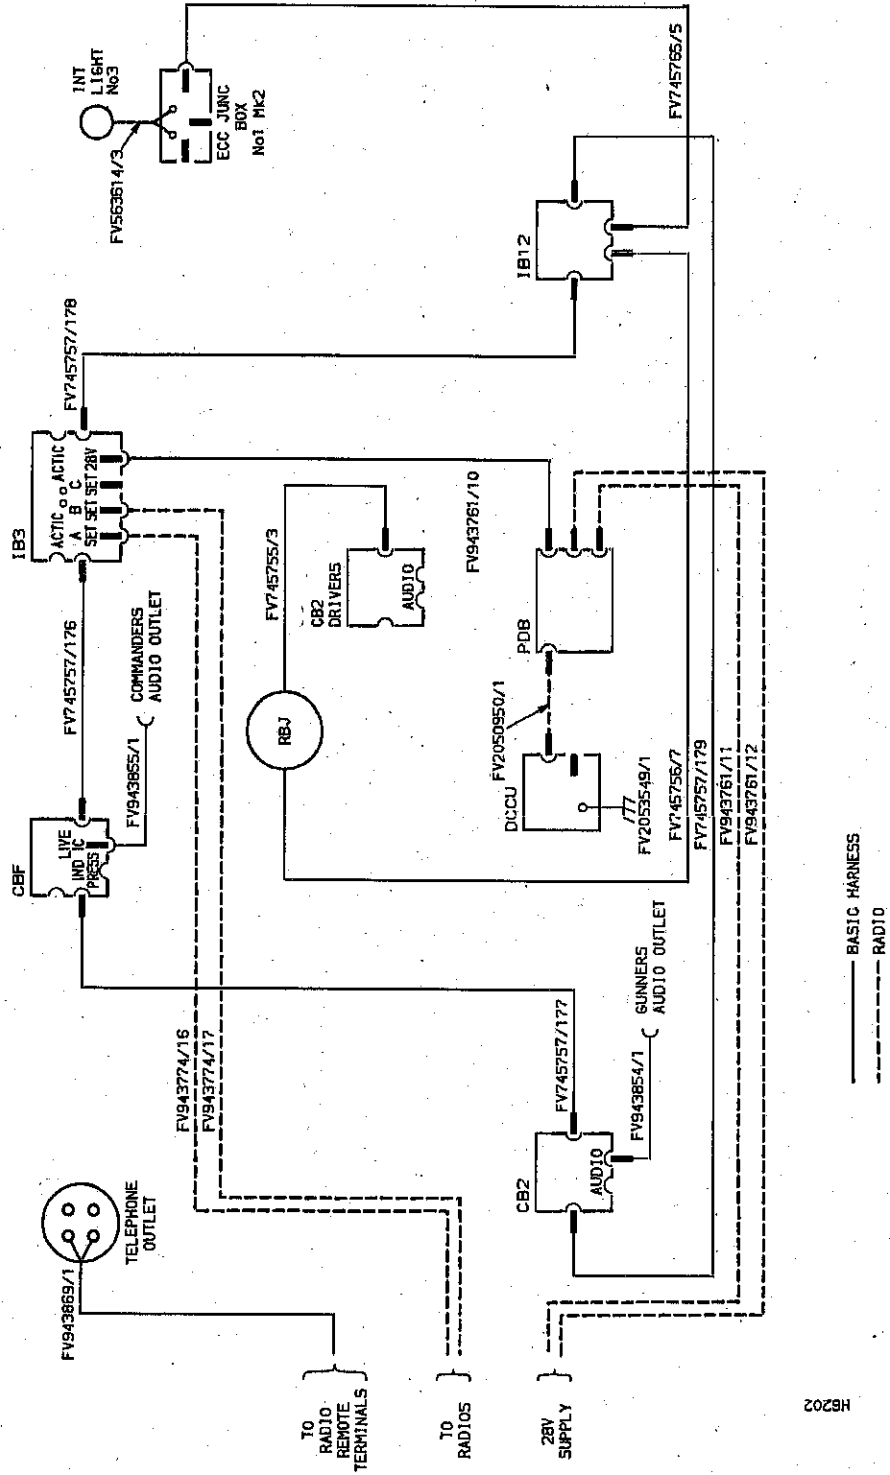 TELEPHONE
OUTLET
FV943869/1
TO
RADIO
REMOTE
TERMINALS
TO
RADIOS
28V
SUPPLY
FV943774/16
FV943774/17
CBF
LIVE
IND IC
PRESS
FV943855/1
COMMANDERS
AUDIO OUTLET
FV745757/176
IB3
ACTIC
ACTIC
A
B
C
SET
SET
SET
28V
FV745757/178
INT
LIGHT
No3
FV563614/3
ECC JUNC
BOX
No1 Mk2
RBJ
FV745755/3
CB2
DRIVERS
AUDIO
FV943761/10
PDB
FV2050950/1
DCCU
FV2053549/1
IB12
FV745765/5
CB2
AUDIO
FV745757/177
FV943854/1
GUNNERS
AUDIO OUTLET
FV745756/7
FV745757/179
FV943761/11
FV943761/12
BASIC HARNESS
RADIO
H6202